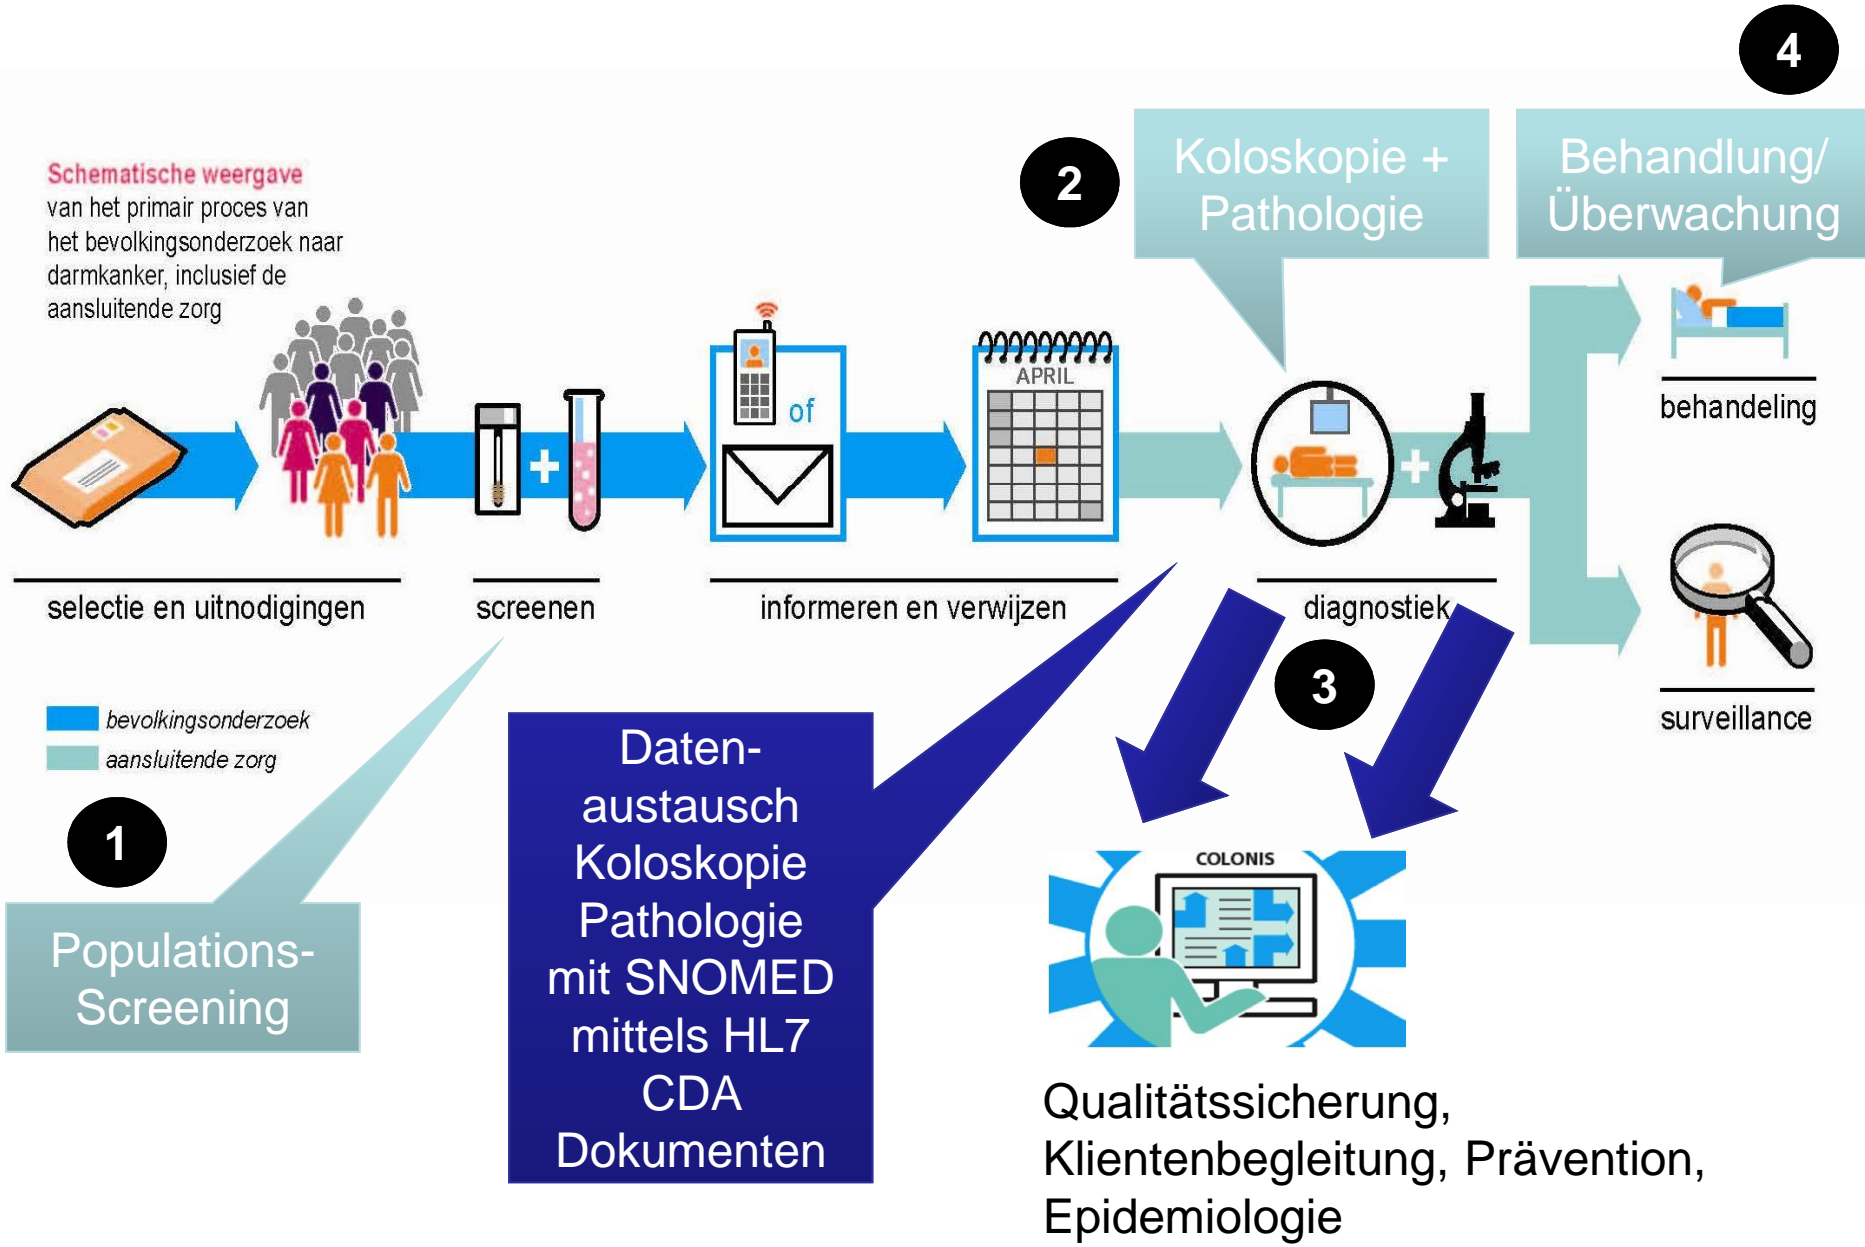 4
Schematische weergave
van het primair proces van
het bevolkingsonderzoek naar
darmkanker, inclusief de
aansluitende zorg
2
Koloskopie +
Pathologie
Behandlung/
Überwachung
of
APRIL
+
+
behandeling
selectie en uitnodigingen
screenen
informeren en verwijzen
diagnostiek
3
surveillance
bevolkingsonderzoek
aansluitende zorg
1
Populations-
Screening
Daten-
austausch
Koloskopie
Pathologie
mit SNOMED
mittels HL7
CDA
Dokumenten
COLONIS
Qualitätssicherung,
Klientenbegleitung, Prävention,
Epidemiologie